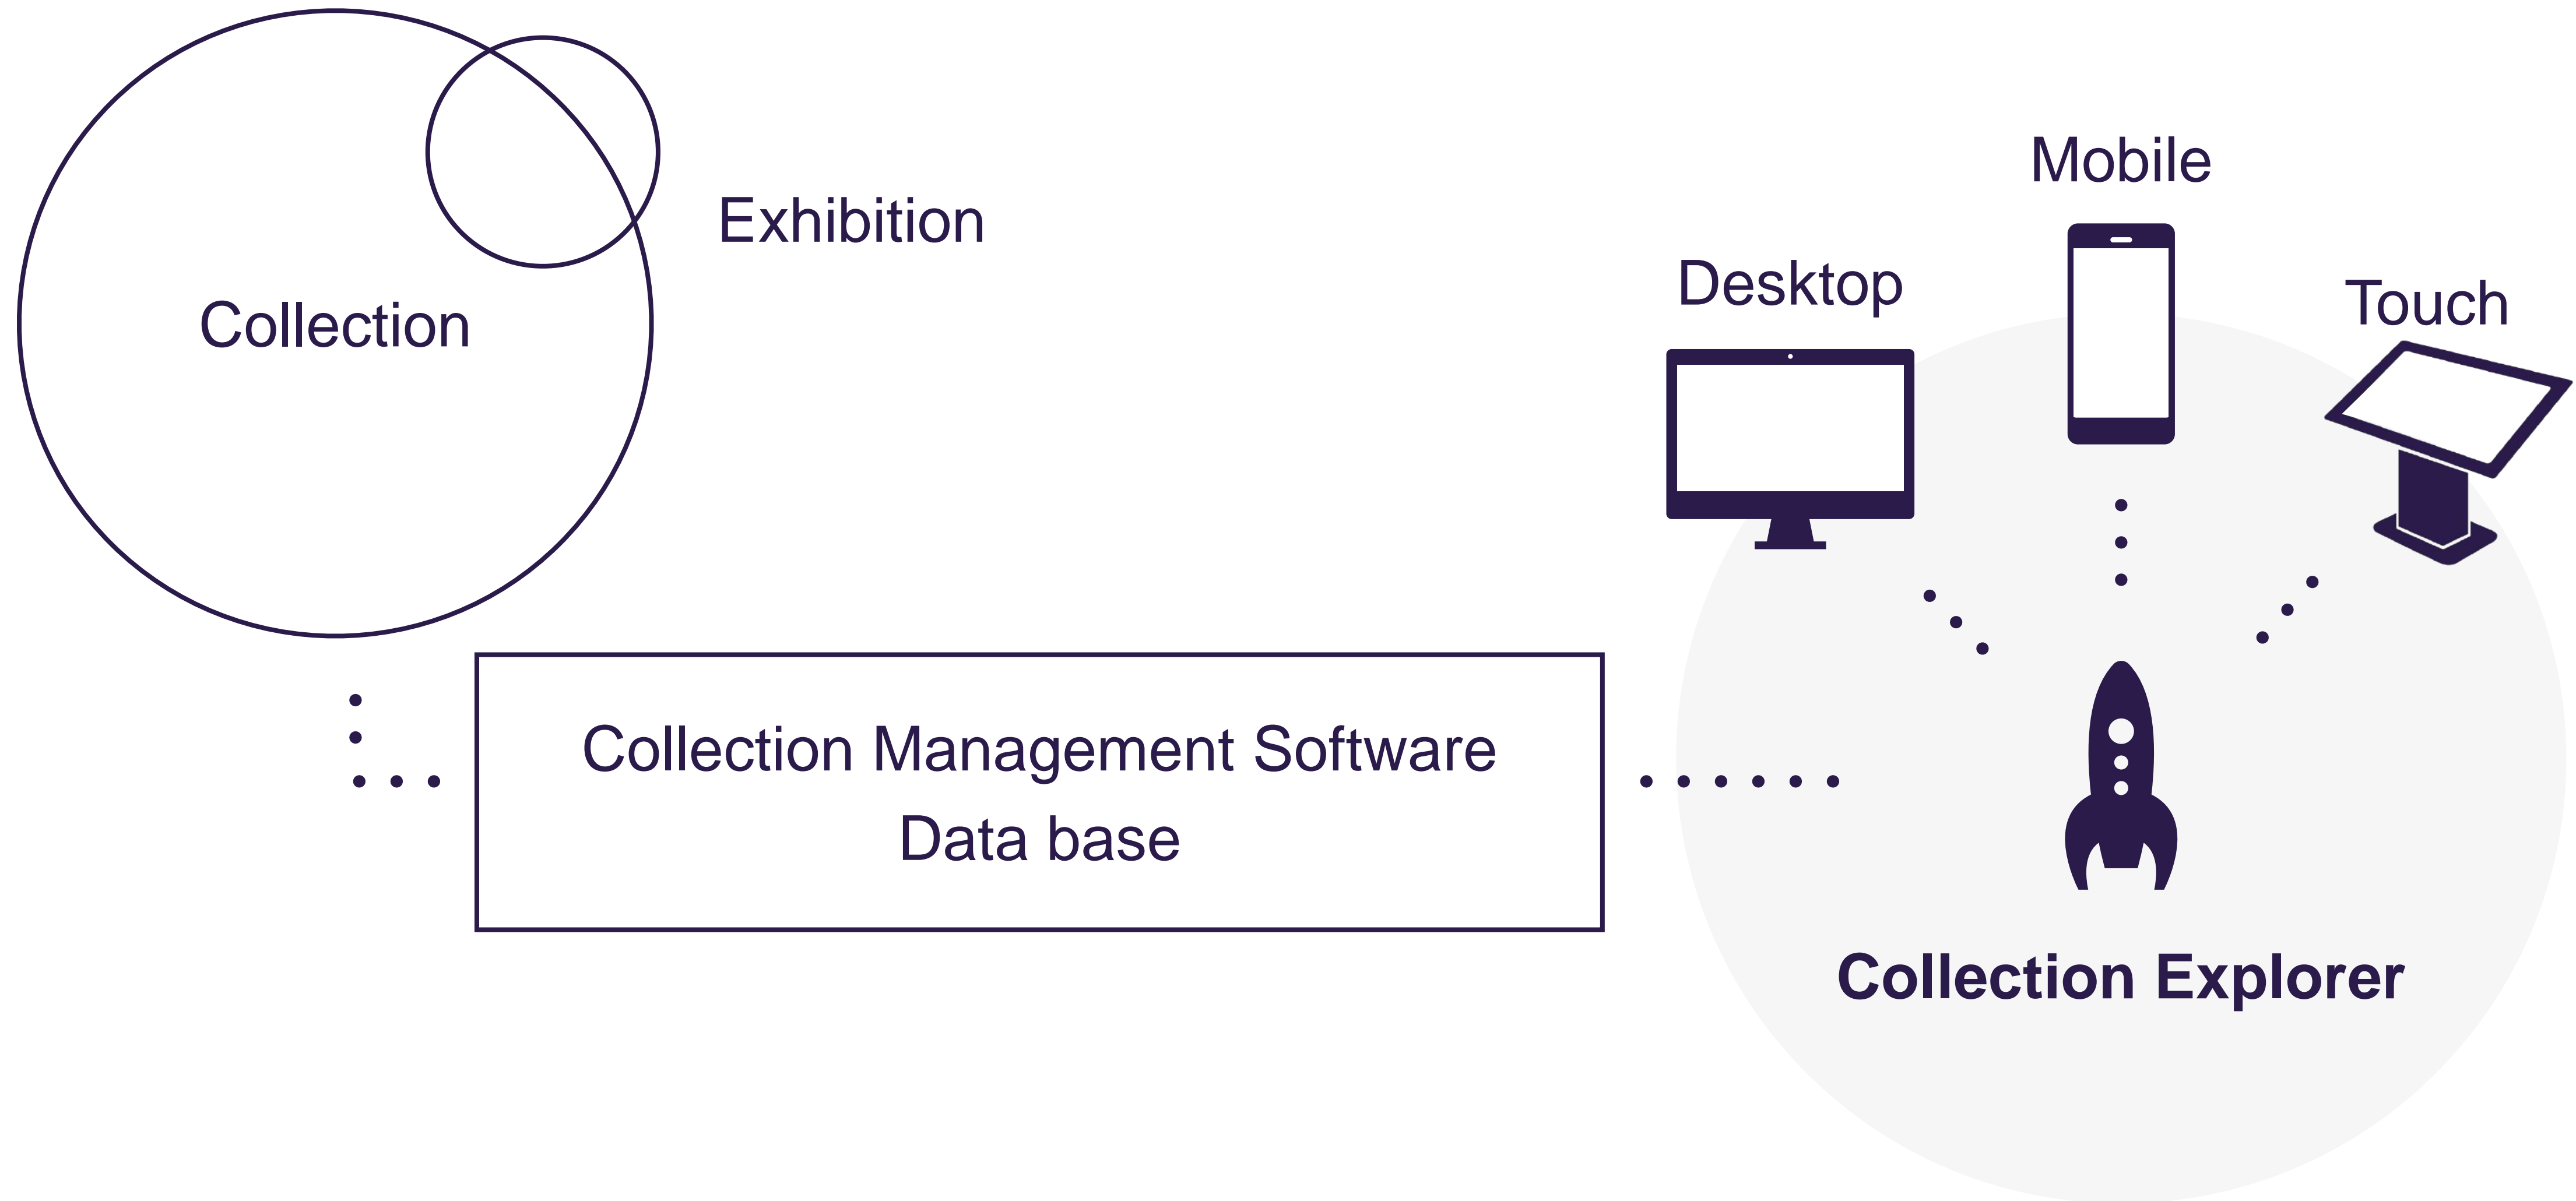 Collection
Exhibition
Collection Management Software
Data base
Desktop
Mobile
Touch
Collection Explorer